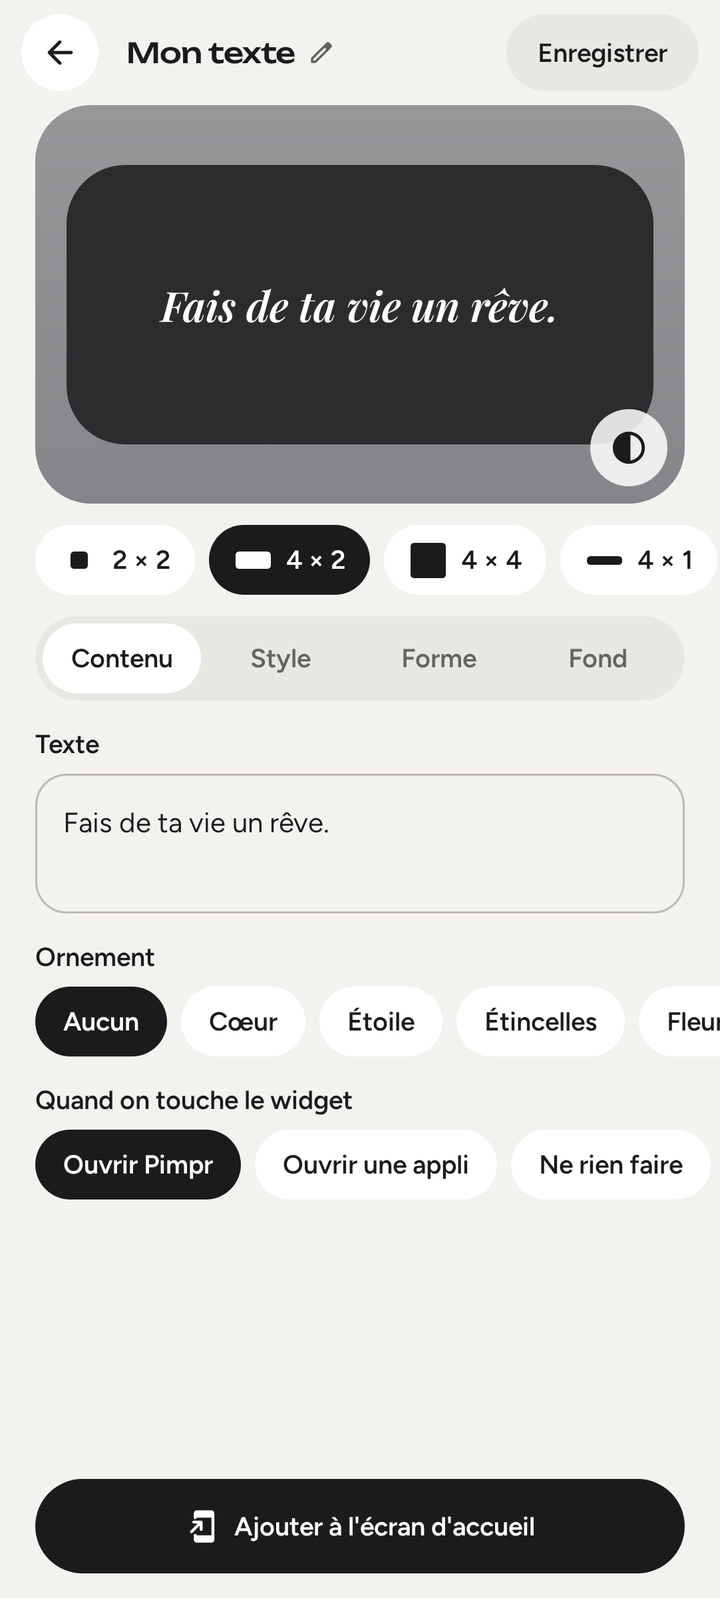 Mon texte
Enregistrer
Fais de ta vie un rêve.
2 × 2
4 × 2
4 × 4
4 × 1
Contenu
Style
Forme
Fond
Texte
Fais de ta vie un rêve.
Ornement
Aucun
Cœur
Étoile
Étincelles
Fleur
Quand on touche le widget
Ouvrir Pimpr
Ouvrir une appli
Ne rien faire
Ajouter à l'écran d'accueil